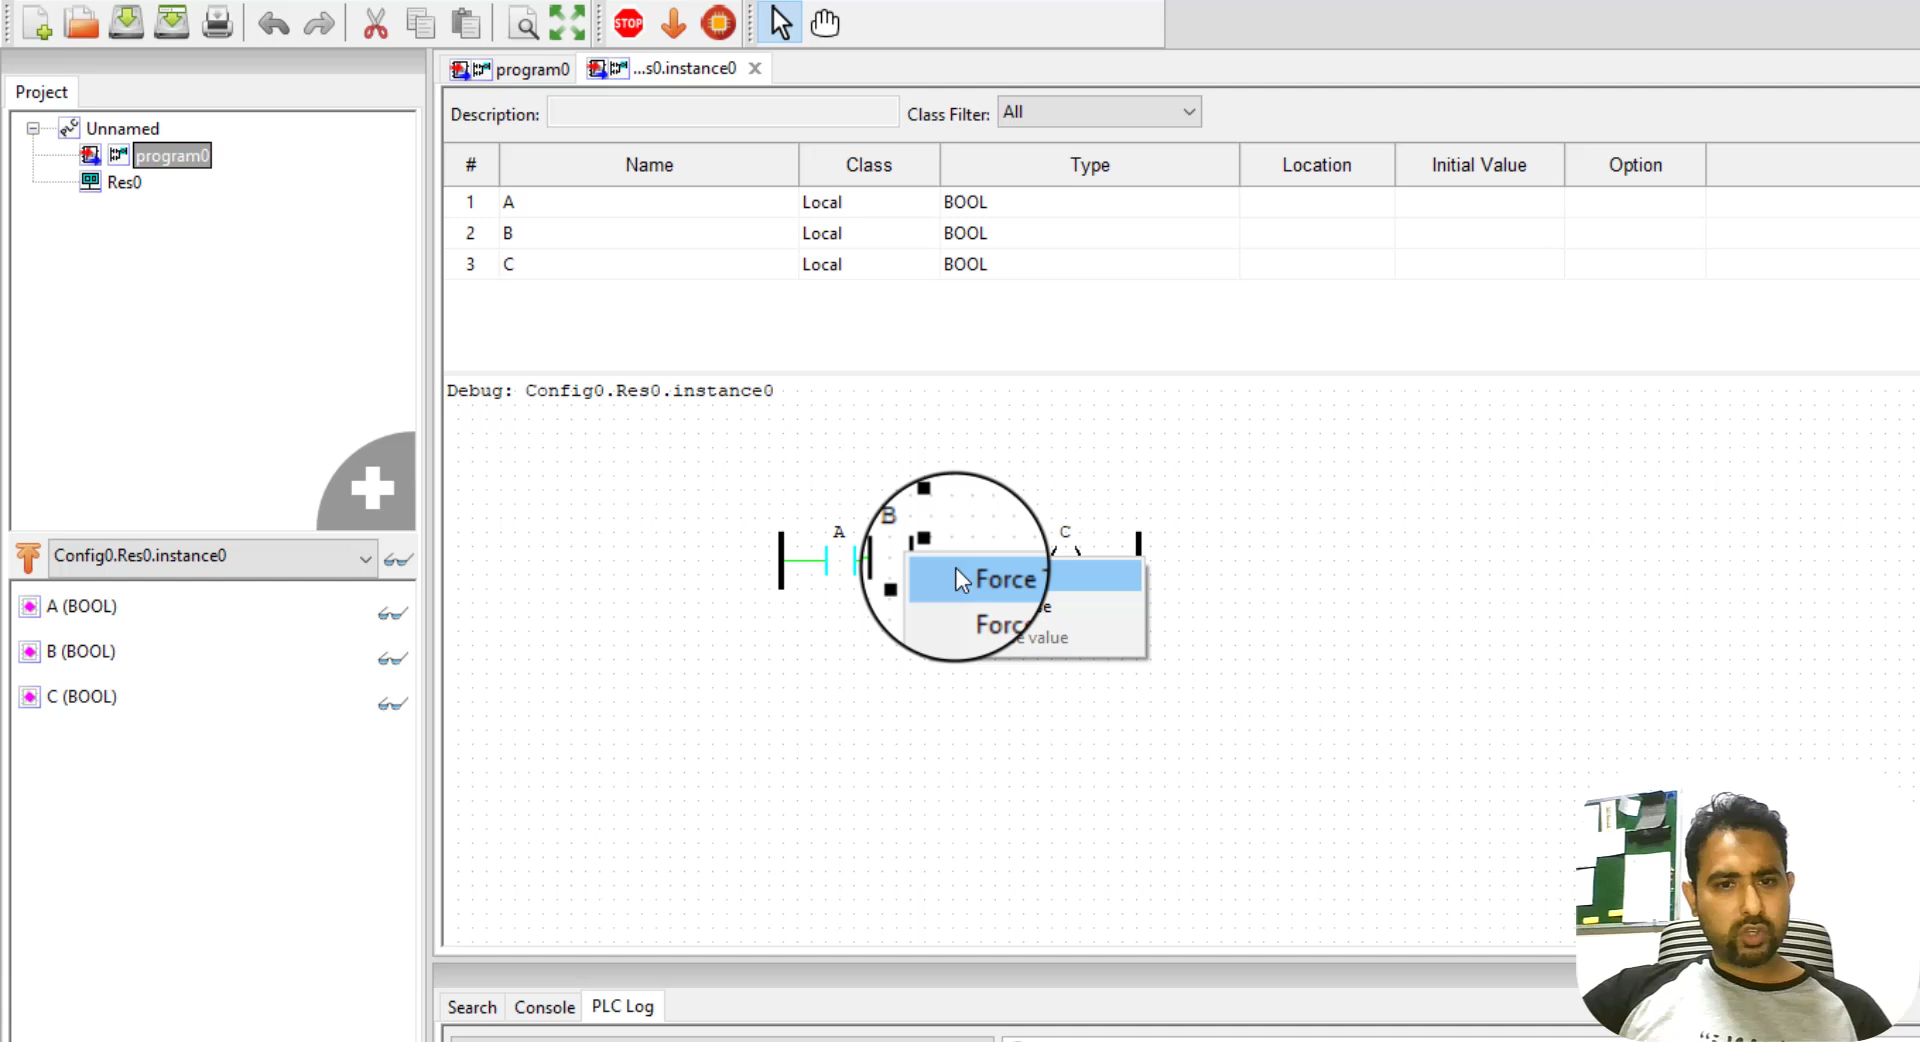 STOP
program0
...s0.instance0
Project
Description:
Class Filter:
All
# Name Class Type Location Initial Value Option
1 A Local BOOL
2 B Local BOOL
3 C Local BOOL
Unnamed
program0
Res0
Debug: Config0.Res0.instance0
A
B
C
Force
Force
e value
Config0.Res0.instance0
A (BOOL)
B (BOOL)
C (BOOL)
Search
Console
PLC Log